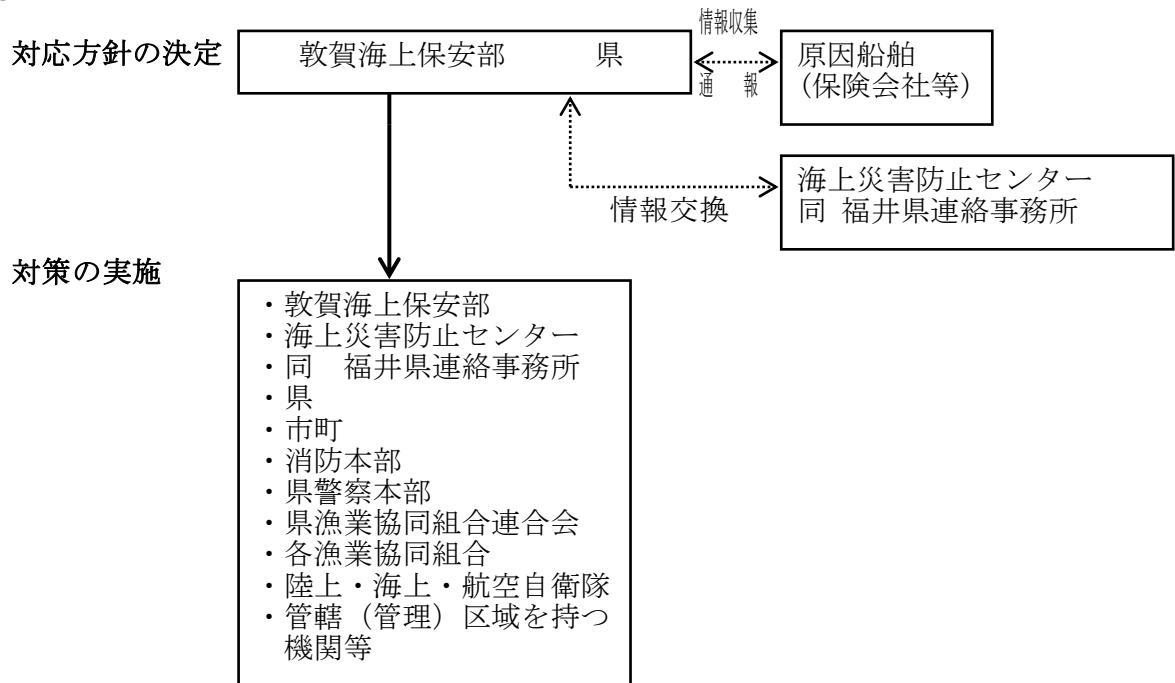 情報収集
対応方針の決定
敦賀海上保安部　　県
通　報
原因船舶
(保険会社等)
海上災害防止センター
同 福井県連絡事務所
情報交換
対策の実施
・敦賀海上保安部
・海上災害防止センター
・同　福井県連絡事務所
・県
・市町
・消防本部
・県警察本部
・県漁業協同組合連合会
・各漁業協同組合
・陸上・海上・航空自衛隊
・管轄（管理）区域を持つ
機関等